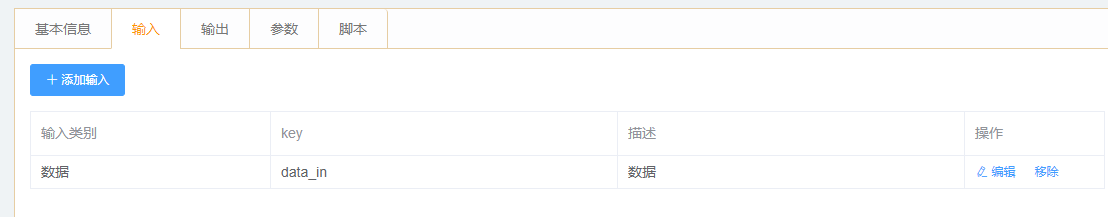 基本信息 输入 输出 参数 脚本
添加输入
输入类别 key 描述 操作
数据 data_in 数据 编辑 移除